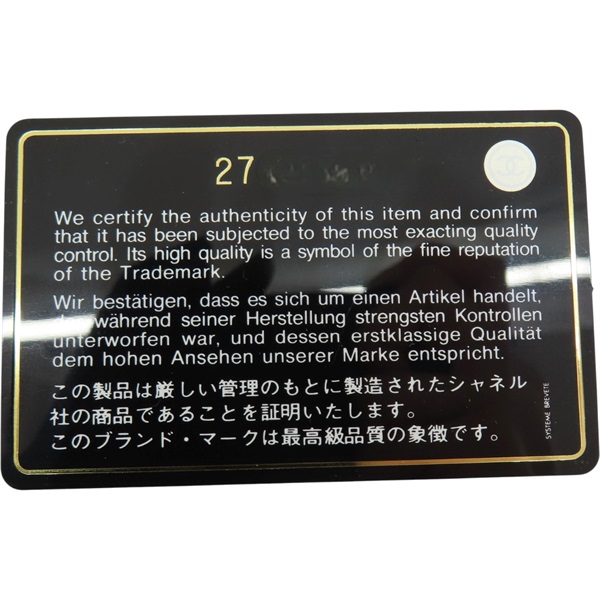 27
We certify the authenticity of this item and confirm
that it has been subjected to the most exacting quality
control. Its high quality is a symbol of the fine reputation
of the Trademark.
Wir bestätigen, dass es sich um einen Artikel handelt,
während seiner Herstellung strengsten Kontrollen
unterworfen war, und dessen erstklassige Qualität
dem hohen Ansehen unserer Marke entspricht.
この製品は厳しい管理のもとに製造されたシャネル
社の商品であることを証明いたします。
このブランド・マークは最高級品質の象徴です。
SYSTEME BREVETE